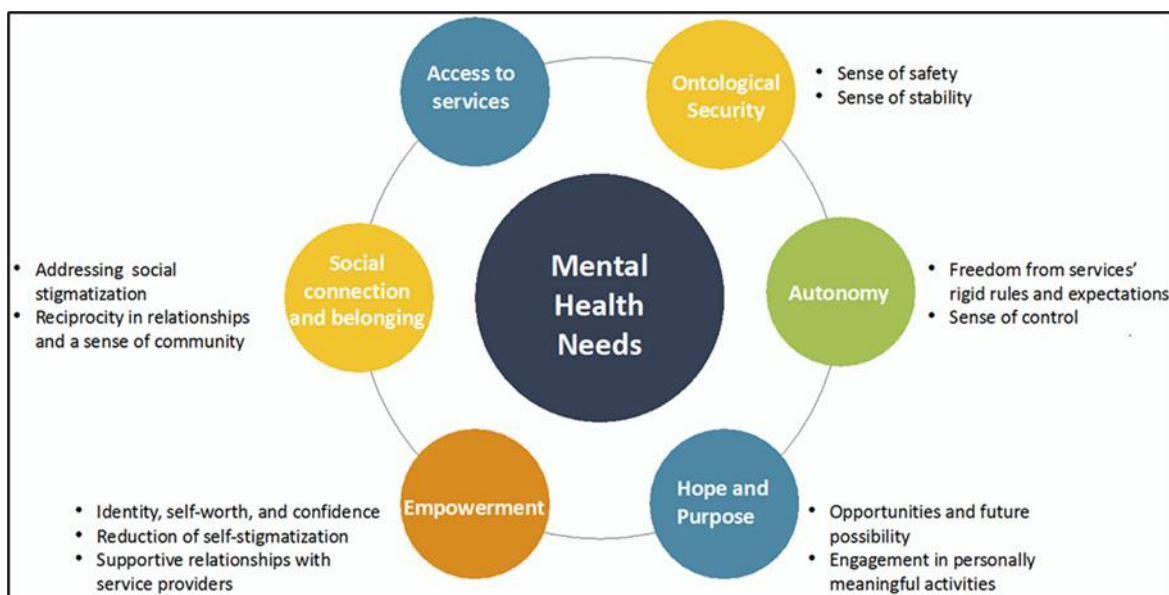 Access to
services
Ontological
Security
• Sense of safety
• Sense of stability
Social
connection
and belonging
• Addressing social
stigmatization
• Reciprocity in relationships
and a sense of community
Mental
Health
Needs
Autonomy
• Freedom from services’
rigid rules and expectations
• Sense of control
Empowerment
• Identity, self-worth, and confidence
• Reduction of self-stigmatization
• Supportive relationships with
service providers
Hope and
Purpose
• Opportunities and future
possibility
• Engagement in personally
meaningful activities